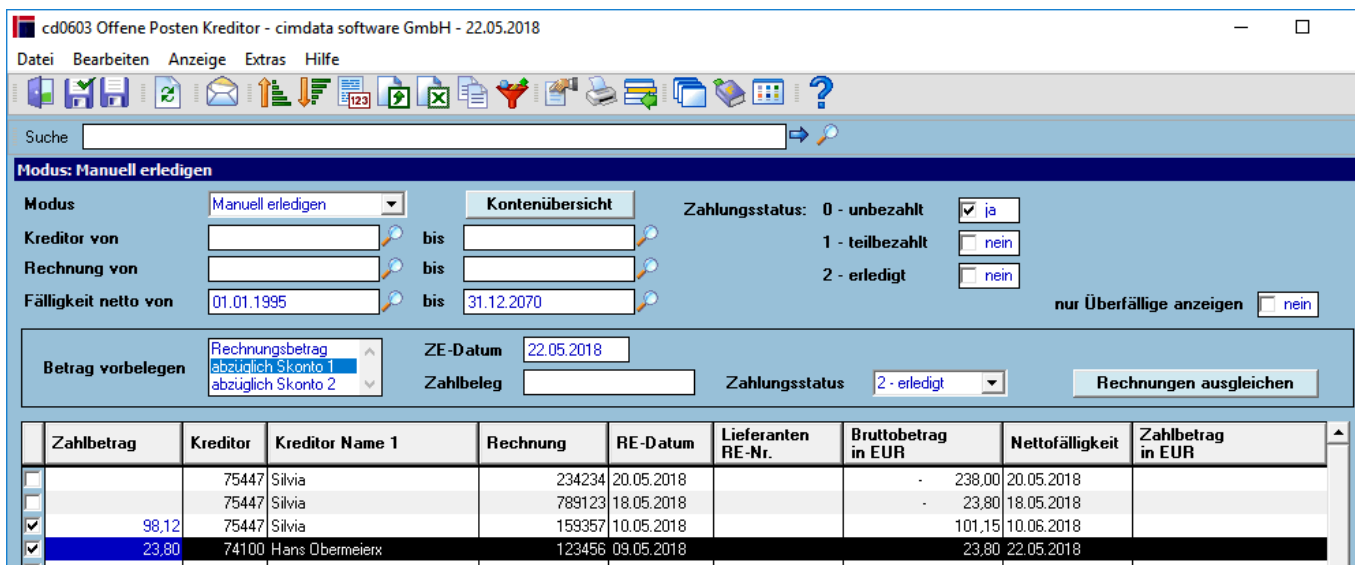 cd0603 Offene Posten Kreditor - cimdata software GmbH - 22.05.2018
Datei Bearbeiten Anzeige Extras Hilfe
123
Suche
Modus: Manuell erledigen
Modus Manuell erledigen Kontenübersicht Zahlungsstatus: 0 - unbezahlt ja
Kreditor von bis 1 - teilbezahlt nein
Rechnung von bis 2 - erledigt nein
Fälligkeit netto von 01.01.1995 bis 31.12.2070 nur Überfällige anzeigen nein
Betrag vorbelegen Rechnungsbetrag ZE-Datum 22.05.2018
abzüglich Skonto 1
abzüglich Skonto 2 Zahlbeleg Zahlungsstatus 2 - erledigt Rechnungen ausgleichen
Zahlbetrag Kreditor Kreditor Name 1 Rechnung RE-Datum Lieferanten RE-Nr. Bruttobetrag in EUR Nettofälligkeit Zahlbetrag in EUR
75447 Silvia 234234 20.05.2018 - 238,00 20.05.2018
75447 Silvia 789123 18.05.2018 - 23,80 18.05.2018
98,12 75447 Silvia 159357 10.05.2018 101,15 10.06.2018
23,80 74100 Hans Obermeierx 123456 09.05.2018 23,80 22.05.2018